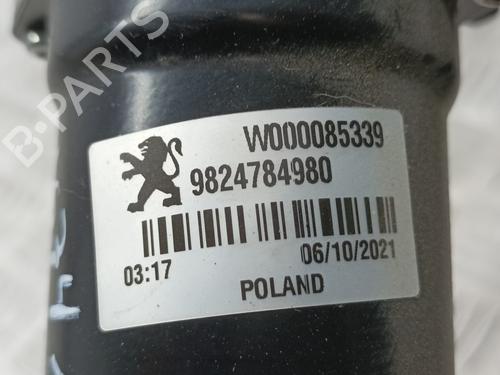 B-PARTS
W000085339
9824784980
03:17
06/10/2021
POLAND